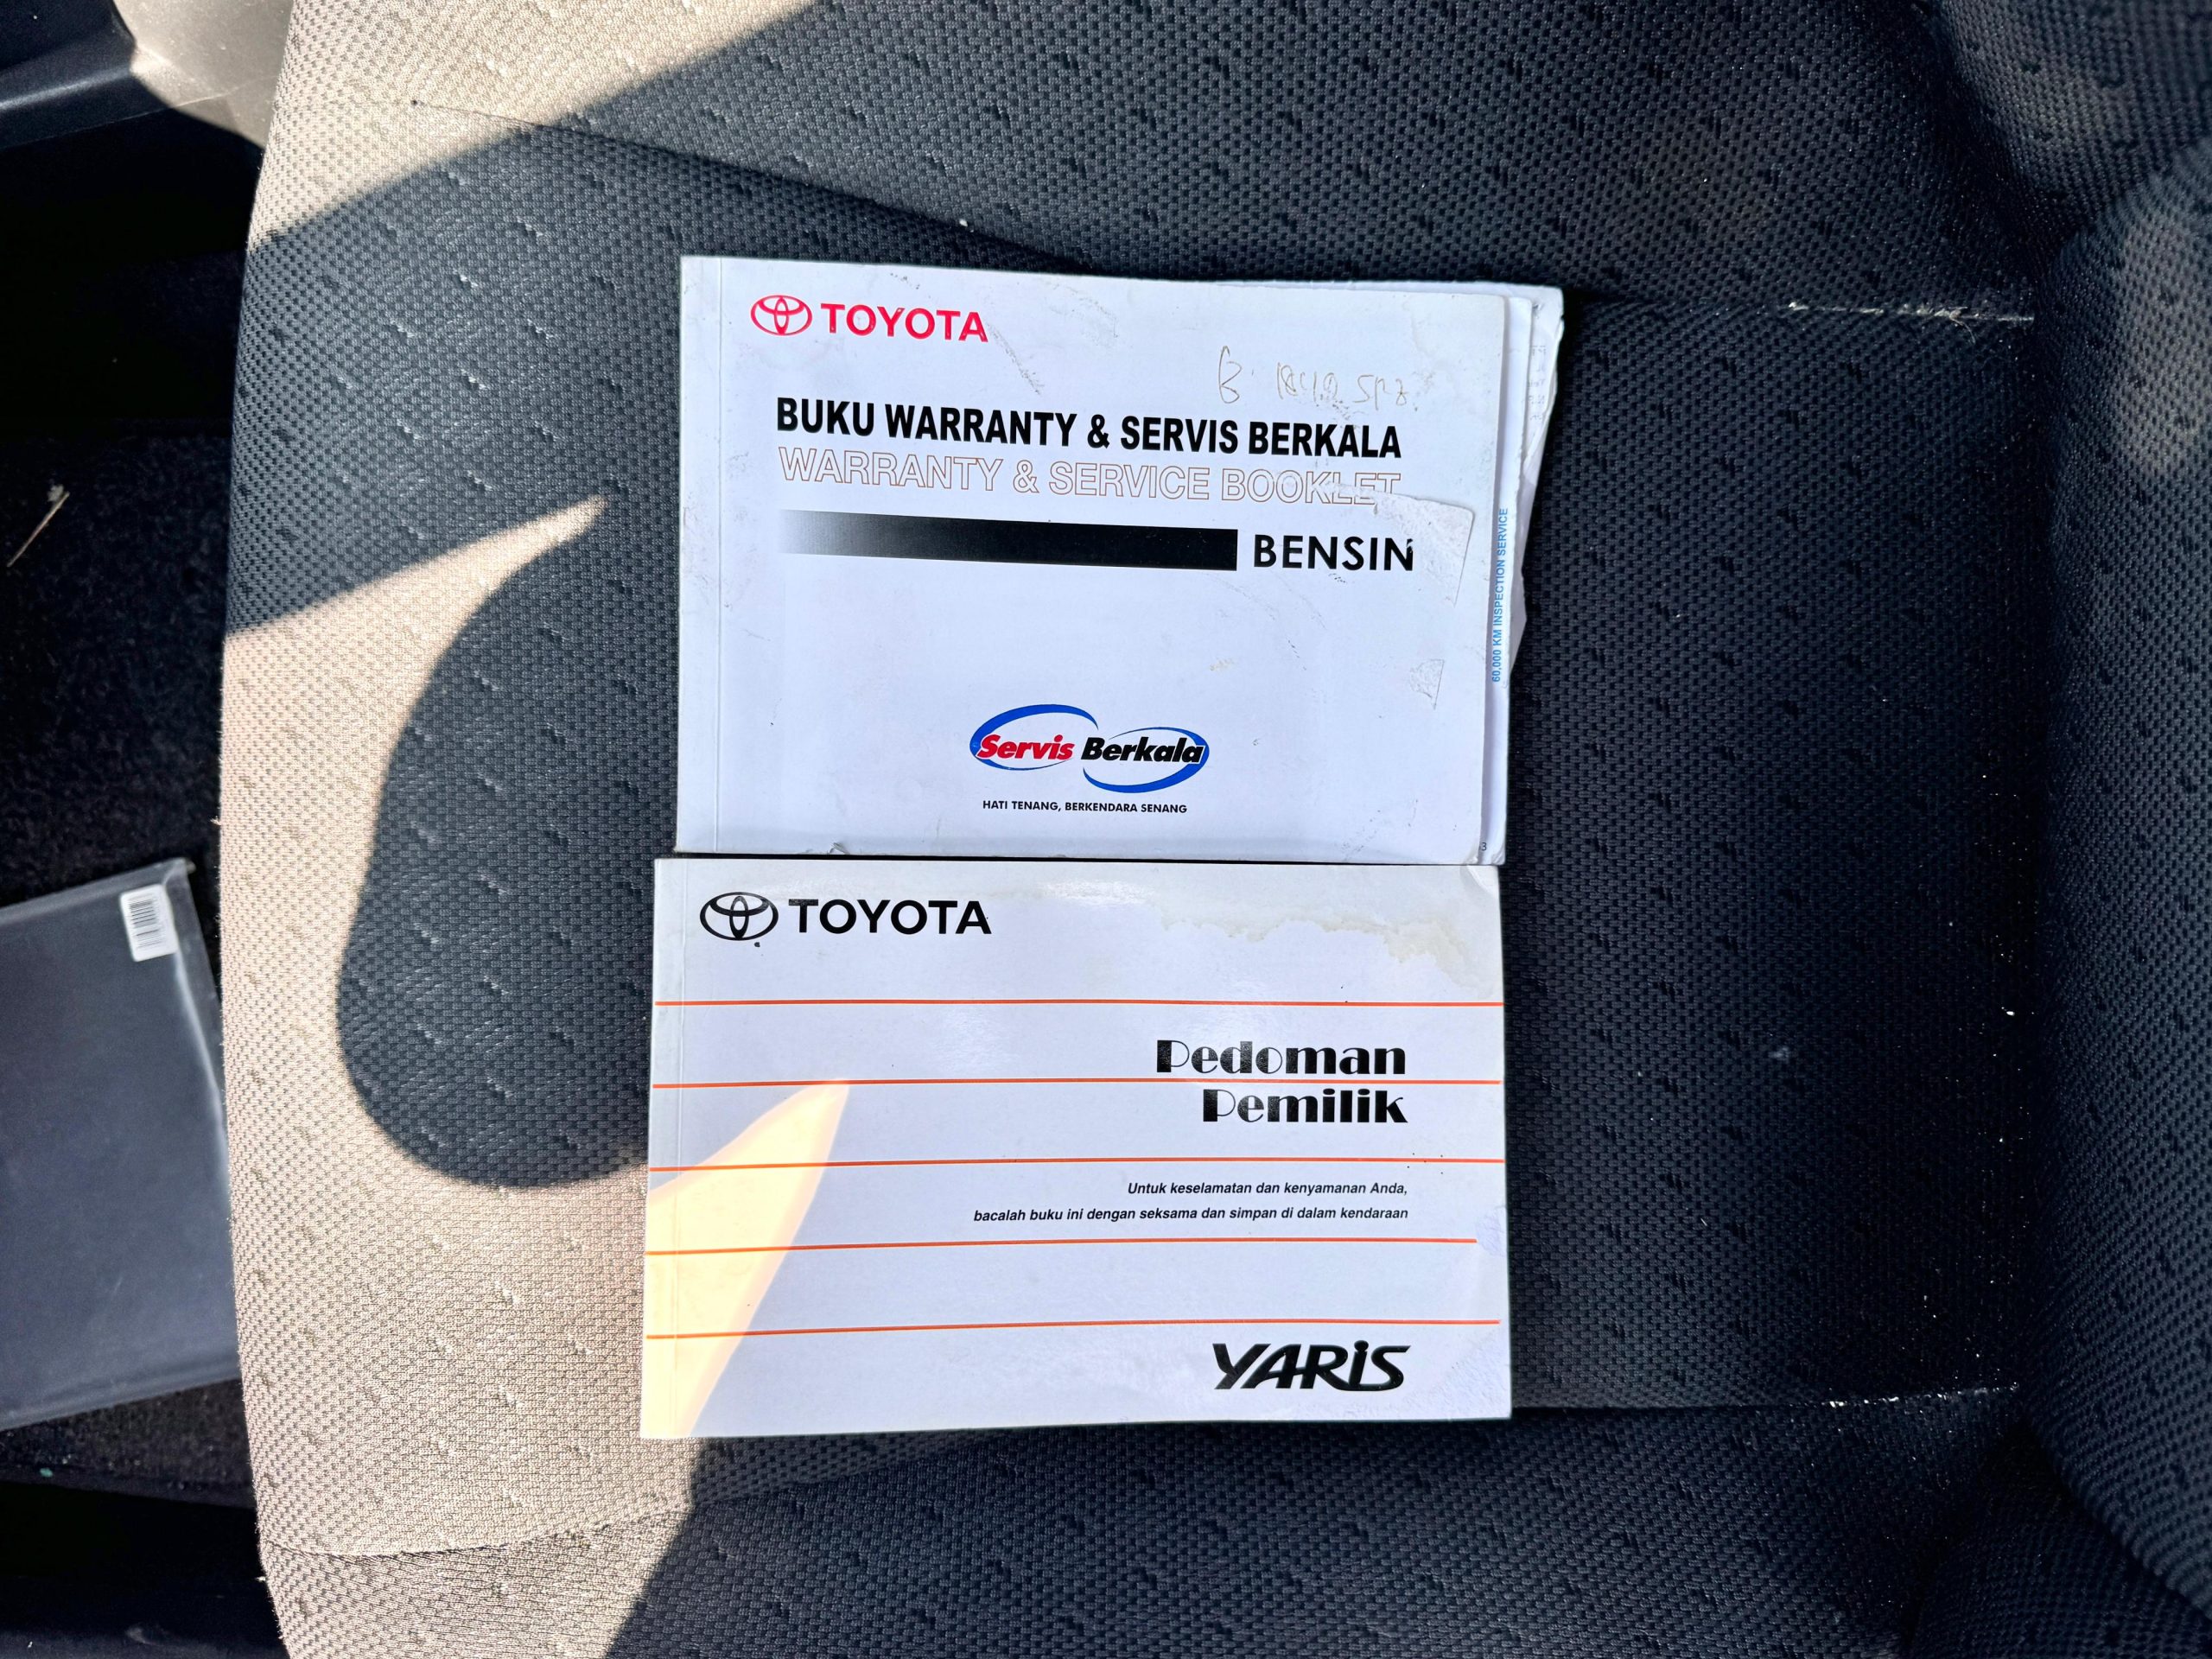 TOYOTA
BUKU WARRANTY & SERVIS BERKALA
WARRANTY & SERVICE BOOKLET
BENSIN
60,000 KM INSPECTION SERVICE
Servis Berkala
HATI TENANG, BERKENDARA SENANG
TOYOTA
Pedoman
Pemilik
Untuk keselamatan dan kenyamanan Anda,
bacalah buku ini dengan seksama dan simpan di dalam kendaraan
YARiS